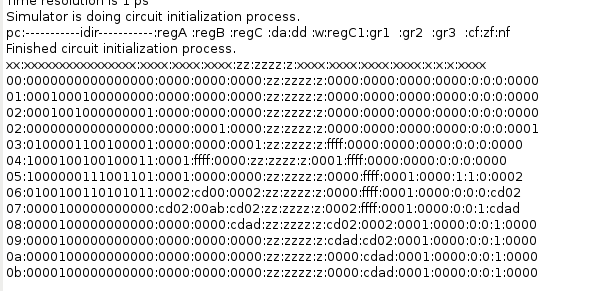 Time resolution is 1 ps
Simulator is doing circuit initialization process.
pc:-----------idir-----------:regA :regB :regC :da:dd :w:regC1:gr1 :gr2 :gr3 :cf:zf:nf
Finished circuit initialization process.
xx:xxxxxxxxxxxxxxxx:xxxx:xxxx:xxxx:zz:zzzz:z:xxxx:xxxx:xxxx:xxxx:x:x:x:xxxx
00:0000000000000000:0000:0000:0000:zz:zzzz:z:0000:0000:0000:0000:0:0:0:0000
01:0001000100000000:0000:0000:0000:zz:zzzz:z:0000:0000:0000:0000:0:0:0:0000
02:0001001000000001:0000:0000:0000:zz:zzzz:z:0000:0000:0000:0000:0:0:0:0000
02:0000000000000000:0000:0001:0000:zz:zzzz:z:0000:0000:0000:0000:0:0:0:0001
03:0100001100100001:0000:0000:0001:zz:zzzz:z:ffff:0000:0000:0000:0:0:0:0000
04:1000100100100011:0001:ffff:0000:zz:zzzz:z:0001:ffff:0000:0000:0:0:0:0000
05:1000000111001101:0001:0000:0000:zz:zzzz:z:0000:ffff:0001:0000:1:1:0:0002
06:0100100110101011:0002:cd00:0002:zz:zzzz:z:0000:ffff:0001:0000:0:0:0:cd02
07:0000100000000000:cd02:00ab:cd02:zz:zzzz:z:0002:ffff:0001:0000:0:0:1:cdad
08:0000100000000000:0000:0000:cdad:zz:zzzz:z:cd02:0002:0001:0000:0:0:1:0000
09:0000100000000000:0000:0000:0000:zz:zzzz:z:cdad:cd02:0001:0000:0:0:1:0000
0a:0000100000000000:0000:0000:0000:zz:zzzz:z:0000:cdad:0001:0000:0:0:1:0000
0b:0000100000000000:0000:0000:0000:zz:zzzz:z:0000:cdad:0001:0000:0:0:1:0000